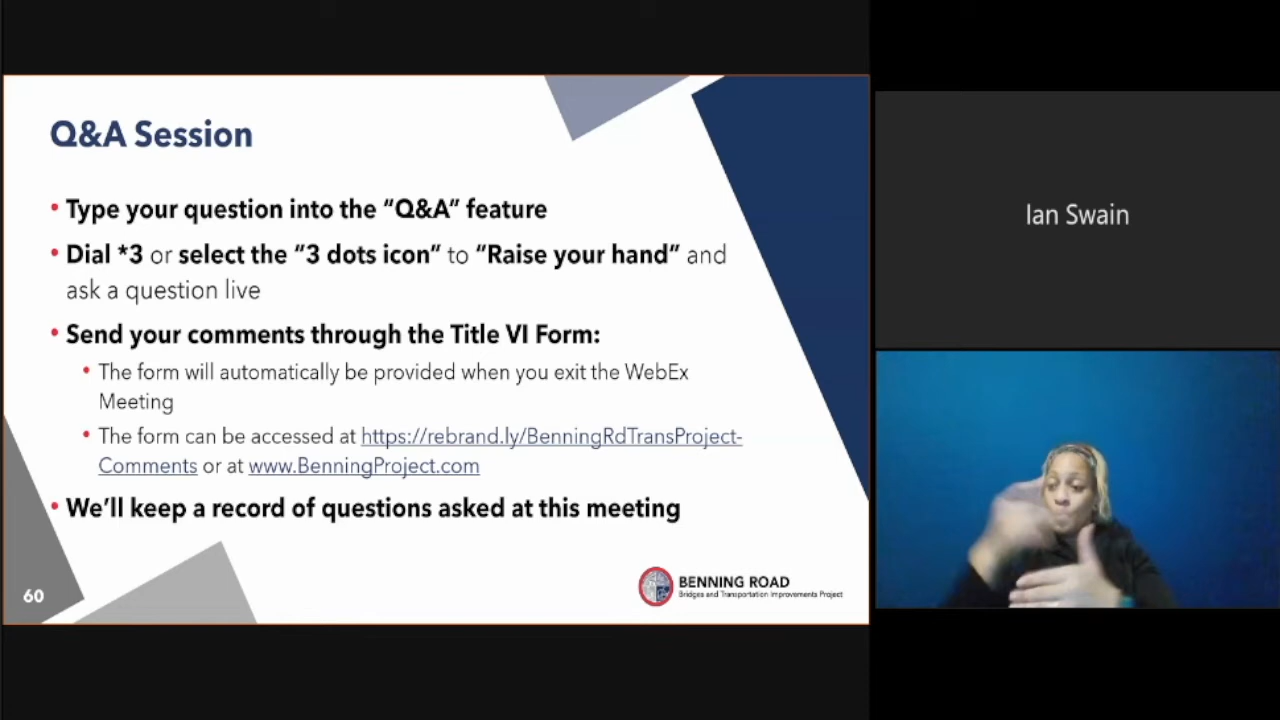 Q&A Session
• Type your question into the “Q&A” feature
• Dial *3 or select the “3 dots icon” to “Raise your hand” and
ask a question live
• Send your comments through the Title VI Form:
• The form will automatically be provided when you exit the WebEx
Meeting
• The form can be accessed at https://rebrand.ly/BenningRdTransProject-
Comments or at www.BenningProject.com
• We’ll keep a record of questions asked at this meeting
60
BENNING ROAD
Bridges and Transportation Improvements Project
Ian Swain